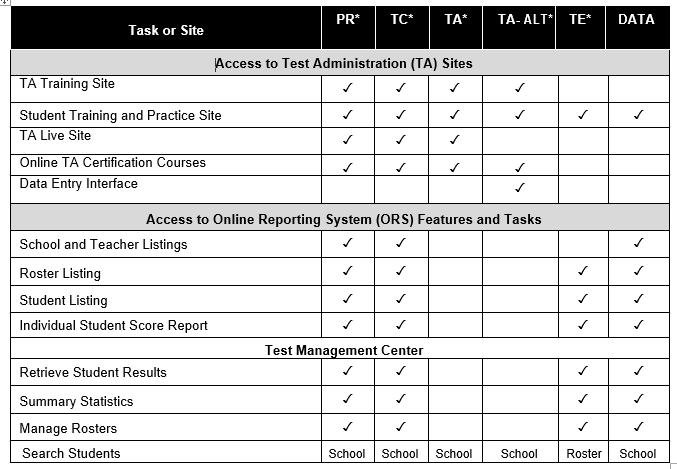 Task or Site PR* TC* TA* TA- ALT* TE* DATA
Access to Test Administration (TA) Sites
TA Training Site ✓ ✓ ✓ ✓
Student Training and Practice Site ✓ ✓ ✓ ✓ ✓ ✓
TA Live Site ✓ ✓ ✓
Online TA Certification Courses ✓ ✓ ✓ ✓
Data Entry Interface ✓
Access to Online Reporting System (ORS) Features and Tasks
School and Teacher Listings ✓ ✓ ✓
Roster Listing ✓ ✓ ✓ ✓
Student Listing ✓ ✓ ✓ ✓
Individual Student Score Report ✓ ✓ ✓ ✓
Test Management Center
Retrieve Student Results ✓ ✓ ✓ ✓
Summary Statistics ✓ ✓ ✓ ✓
Manage Rosters ✓ ✓ ✓ ✓
Search Students School School School School Roster School